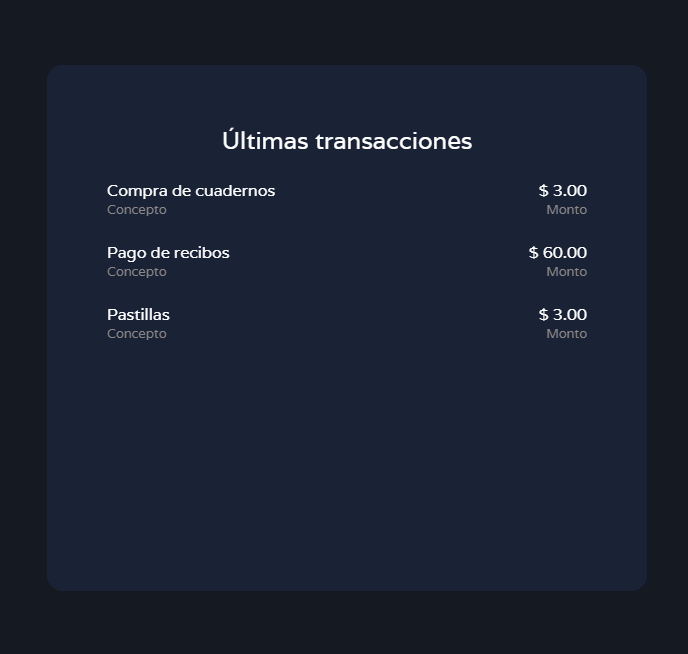 Últimas transacciones
Compra de cuadernos $ 3.00
Concepto Monto
Pago de recibos $ 60.00
Concepto Monto
Pastillas $ 3.00
Concepto Monto